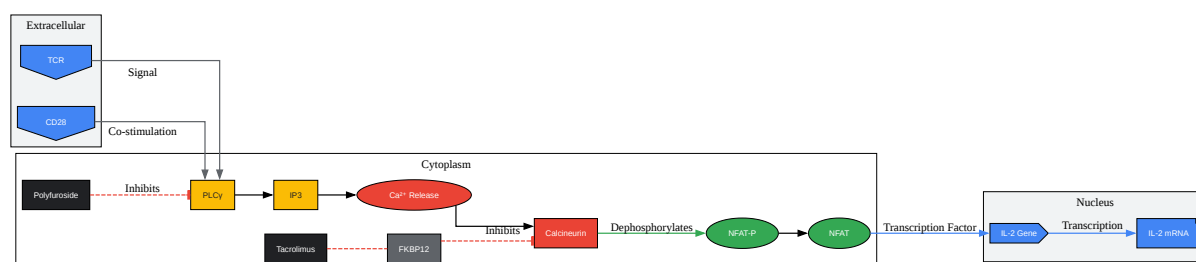 Extracellular
TCR
Signal
CD28
Co-stimulation
Cytoplasm
Polyfuroside
Inhibits
PLCγ
IP3
Ca²⁺ Release
Tacrolimus
FKBP12
Inhibits
Calcineurin
Dephosphorylates
NFAT-P
NFAT
Transcription Factor
Nucleus
IL-2 Gene
Transcription
IL-2 mRNA